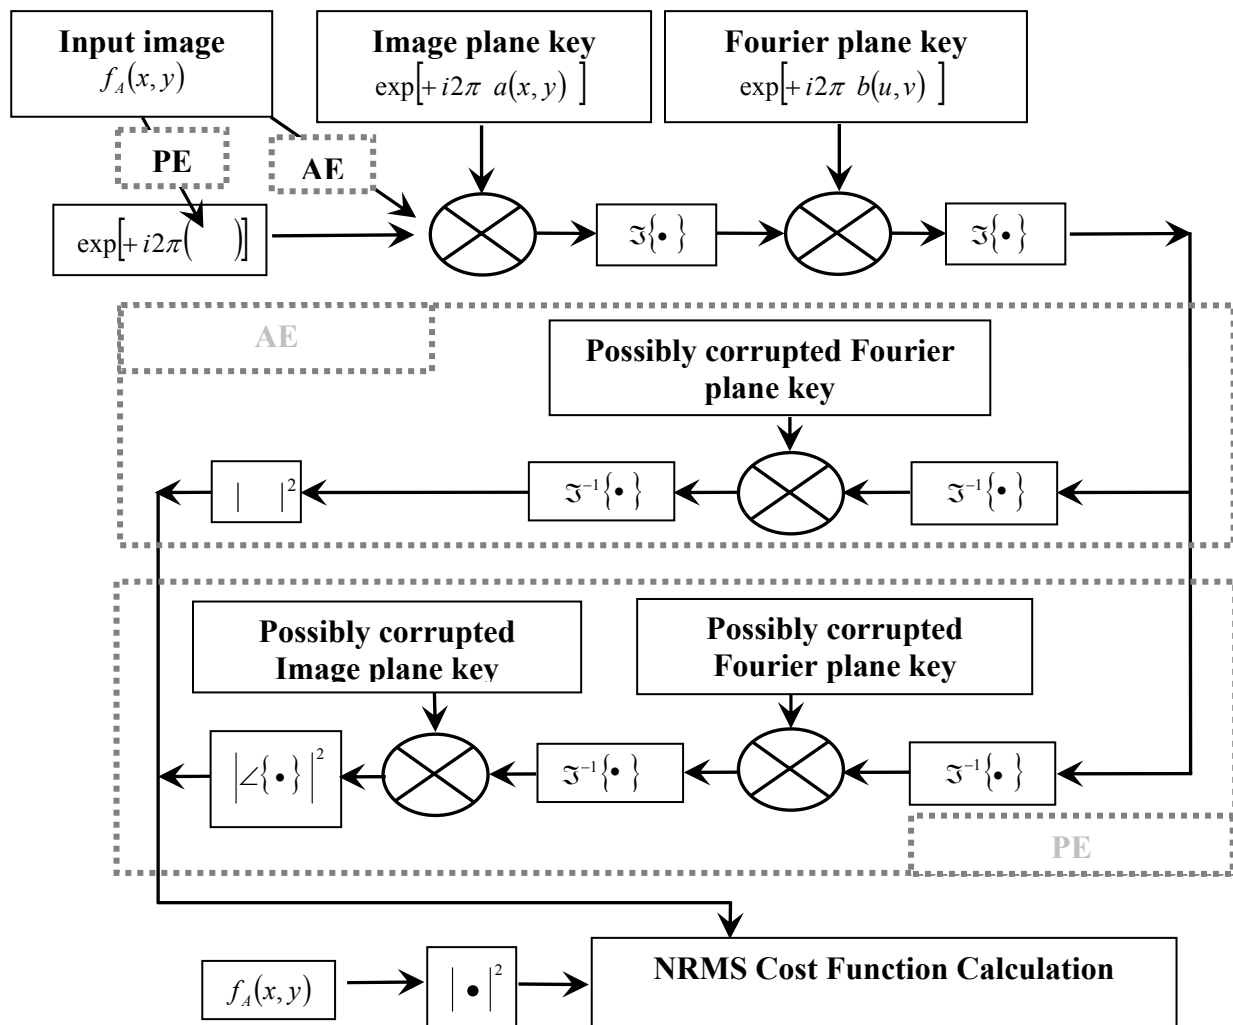 Input image
f_A(x, y)
Image plane key
exp[+ i2π a(x, y) ]
Fourier plane key
exp[+ i2π b(u, v) ]
PE
AE
exp[+ i2π( )]
ℑ{•}
ℑ{•}
AE
Possibly corrupted Fourier
plane key
| |²
ℑ⁻¹{•}
ℑ⁻¹{•}
Possibly corrupted
Image plane key
Possibly corrupted
Fourier plane key
|∠{•}|²
ℑ⁻¹{•}
ℑ⁻¹{•}
PE
f_A(x, y)
|•|²
NRMS Cost Function Calculation